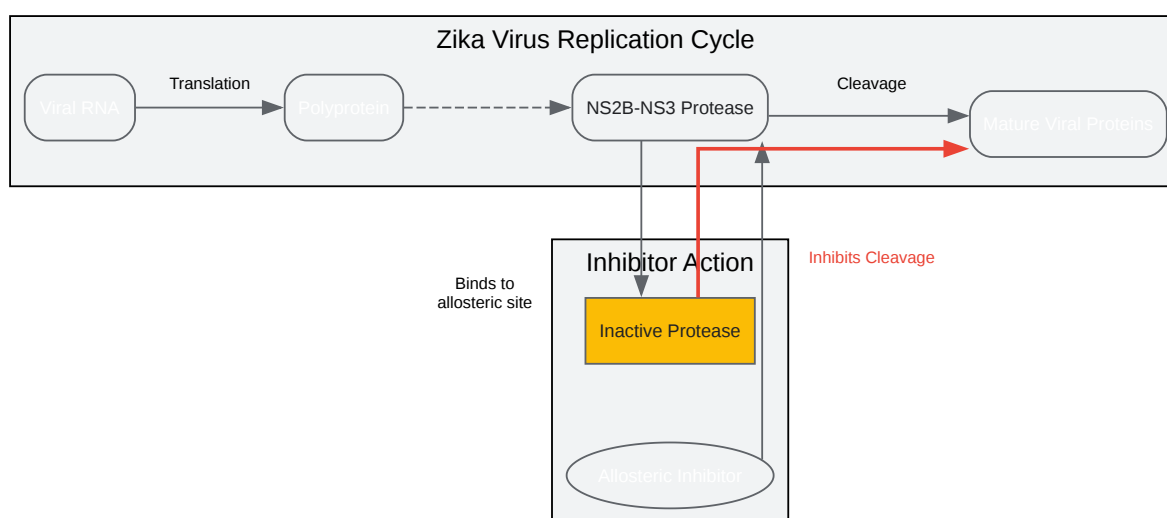 Zika Virus Replication Cycle
Viral RNA
Translation
Polyprotein
NS2B-NS3 Protease
Cleavage
Mature Viral Proteins
Inhibitor Action
Inhibits Cleavage
Binds to
allosteric site
Inactive Protease
Allosteric Inhibitor